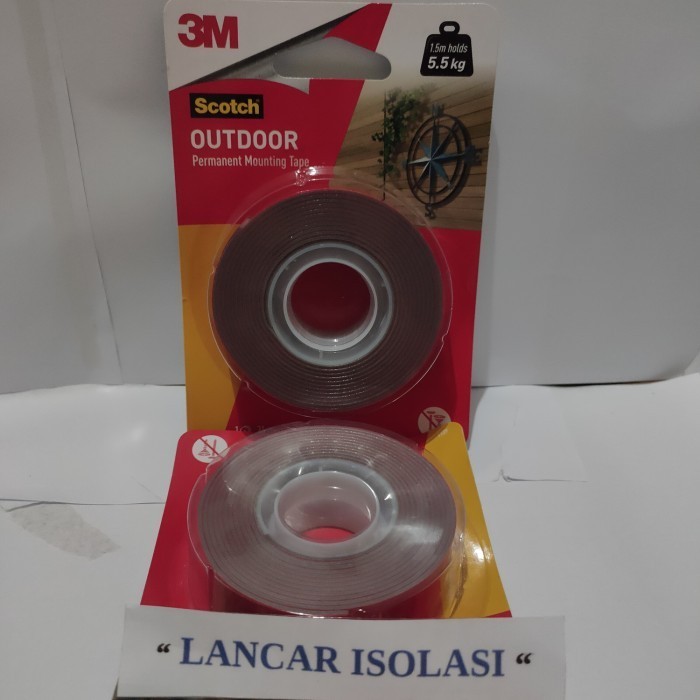 3M
1.5m holds
5.5 kg
Scotch
OUTDOOR
Permanent Mounting Tape
“ LANCAR ISOLASI “